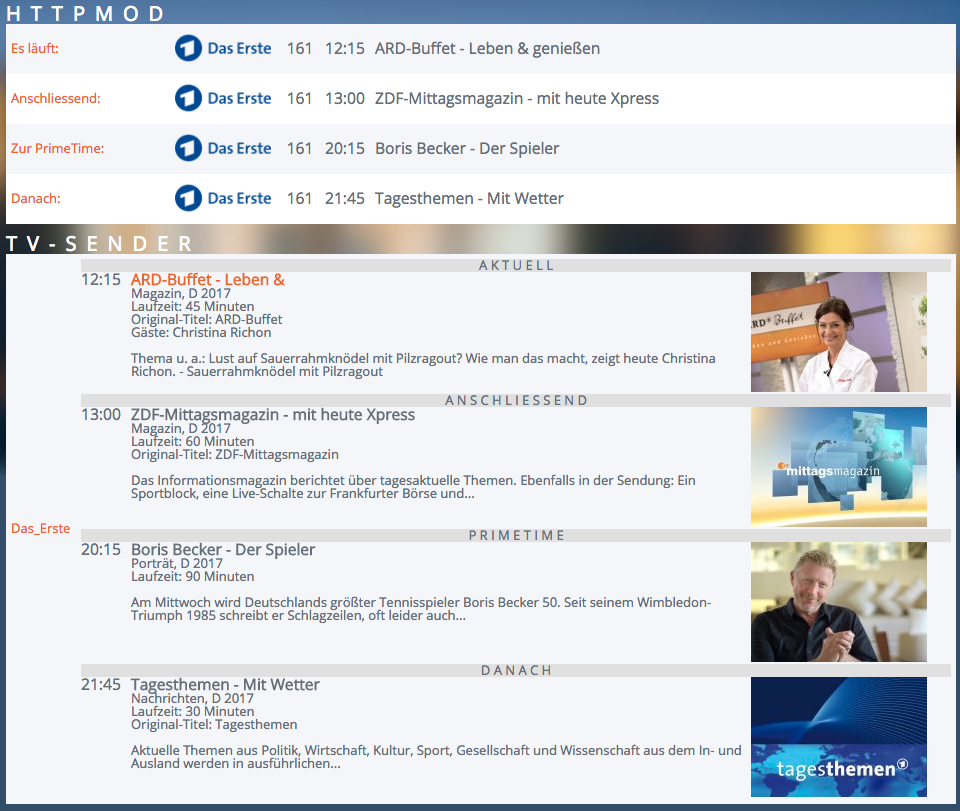 HTTPMOD
Es läuft: Das Erste 161 12:15 ARD-Buffet - Leben & genießen
Anschliessend: Das Erste 161 13:00 ZDF-Mittagsmagazin - mit heute Xpress
Zur PrimeTime: Das Erste 161 20:15 Boris Becker - Der Spieler
Danach: Das Erste 161 21:45 Tagesthemen - Mit Wetter
TV-SENDER
Das_Erste
AKTUELL
12:15 ARD-Buffet - Leben &
Magazin, D 2017
Laufzeit: 45 Minuten
Original-Titel: ARD-Buffet
Gäste: Christina Richon
Thema u. a.: Lust auf Sauerrahmknödel mit Pilzragout? Wie man das macht, zeigt heute Christina
Richon. - Sauerrahmknödel mit Pilzragout
ARD Buffet
ANSCHLIESSEND
13:00 ZDF-Mittagsmagazin - mit heute Xpress
Magazin, D 2017
Laufzeit: 60 Minuten
Original-Titel: ZDF-Mittagsmagazin
Das Informationsmagazin berichtet über tagesaktuelle Themen. Ebenfalls in der Sendung: Ein
Sportblock, eine Live-Schalte zur Frankfurter Börse und...
mittagsmagazin
PRIMETIME
20:15 Boris Becker - Der Spieler
Porträt, D 2017
Laufzeit: 90 Minuten
Am Mittwoch wird Deutschlands größter Tennisspieler Boris Becker 50. Seit seinem Wimbledon-
Triumph 1985 schreibt er Schlagzeilen, oft leider auch...
DANACH
21:45 Tagesthemen - Mit Wetter
Nachrichten, D 2017
Laufzeit: 30 Minuten
Original-Titel: Tagesthemen
Aktuelle Themen aus Politik, Wirtschaft, Kultur, Sport, Gesellschaft und Wissenschaft aus dem In- und
Ausland werden in ausführlichen...
tagesthemen